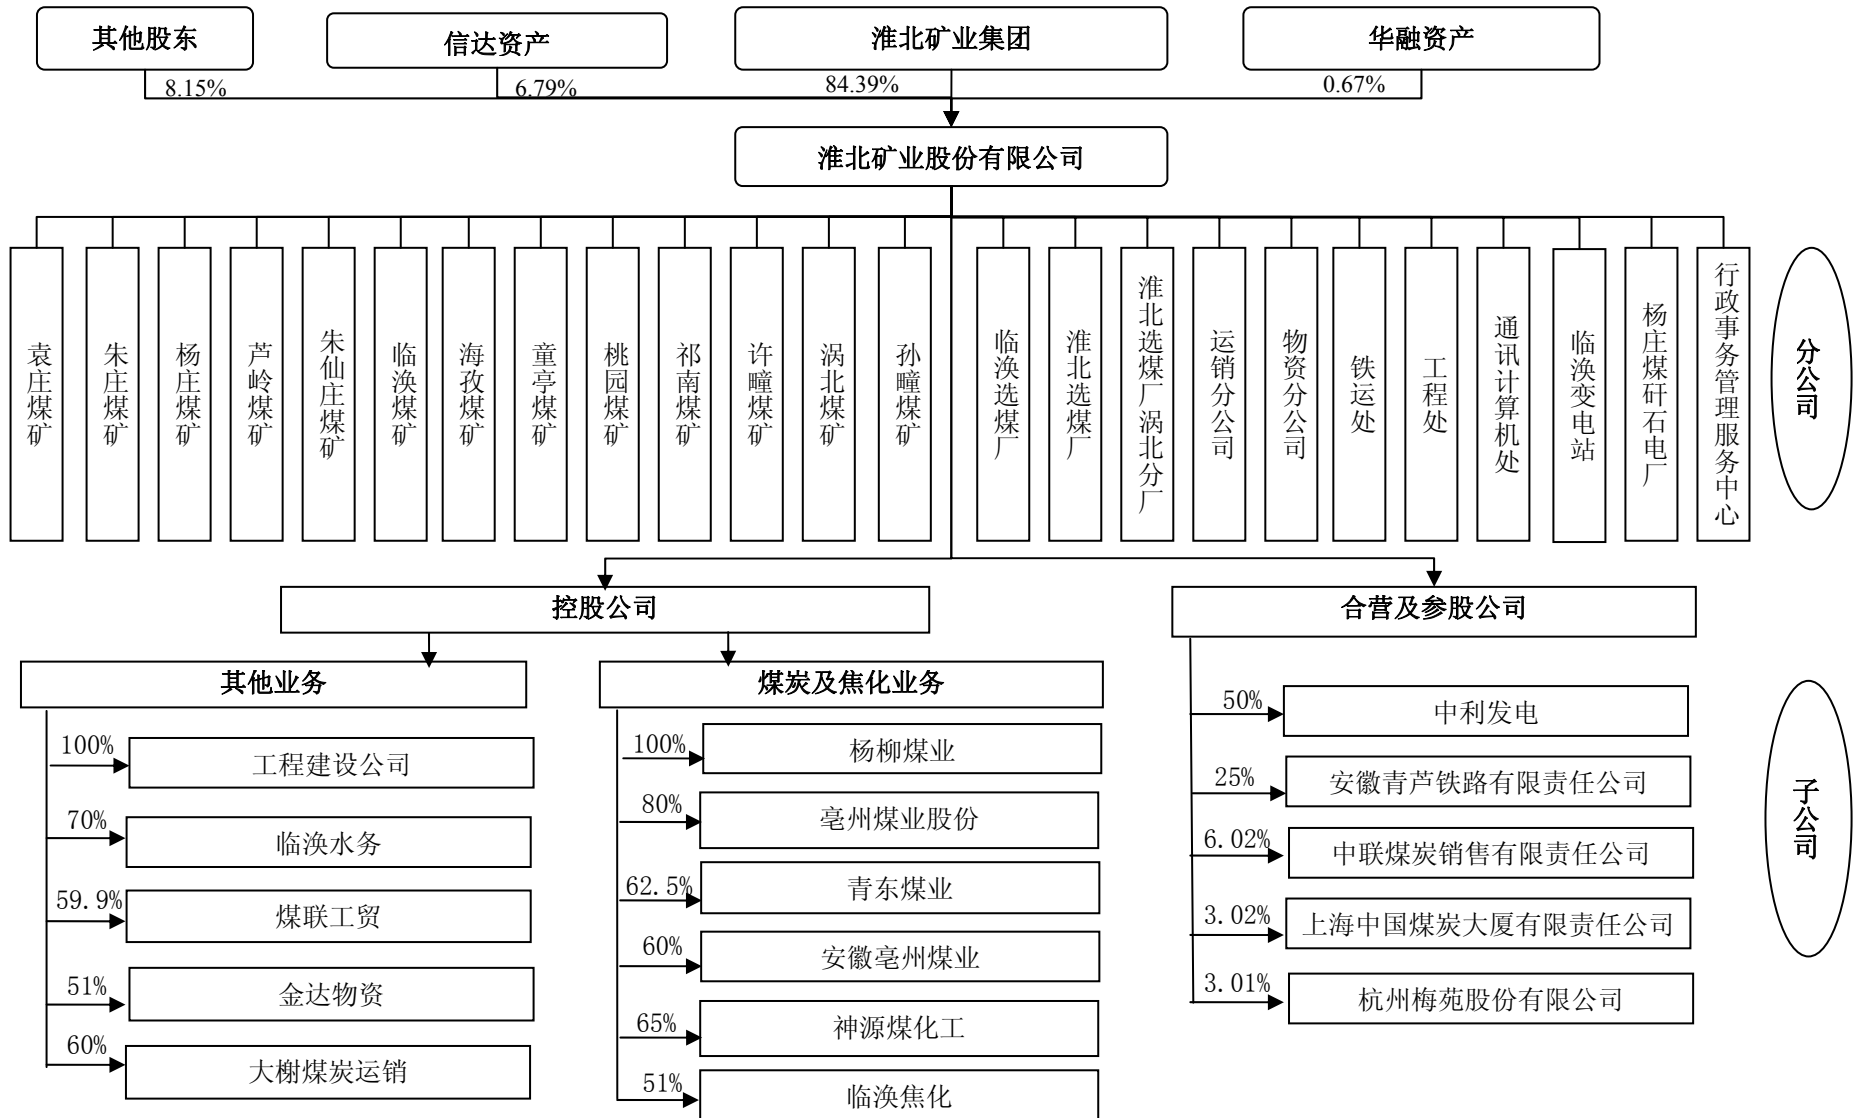 其他股东
信达资产
淮北矿业集团
华融资产
8.15%
6.79%
84.39%
0.67%
淮北矿业股份有限公司
袁庄煤矿
朱庄煤矿
杨庄煤矿
芦岭煤矿
朱仙庄煤矿
临涣煤矿
海孜煤矿
童亭煤矿
桃园煤矿
祁南煤矿
许疃煤矿
涡北煤矿
孙疃煤矿
临涣选煤厂
淮北选煤厂
淮北选煤厂涡北分厂
运销分公司
物资分公司
铁运处
工程处
通讯计算机处
临涣变电站
杨庄煤矸石电厂
行政事务管理服务中心
分公司
控股公司
合营及参股公司
其他业务
100%
工程建设公司
70%
临涣水务
59.9%
煤联工贸
51%
金达物资
60%
大榭煤炭运销
煤炭及焦化业务
100%
杨柳煤业
80%
亳州煤业股份
62.5%
青东煤业
60%
安徽亳州煤业
65%
神源煤化工
51%
临涣焦化
50%
中利发电
25%
安徽青芦铁路有限责任公司
6.02%
中联煤炭销售有限责任公司
3.02%
上海中国煤炭大厦有限责任公司
3.01%
杭州梅苑股份有限公司
子公司